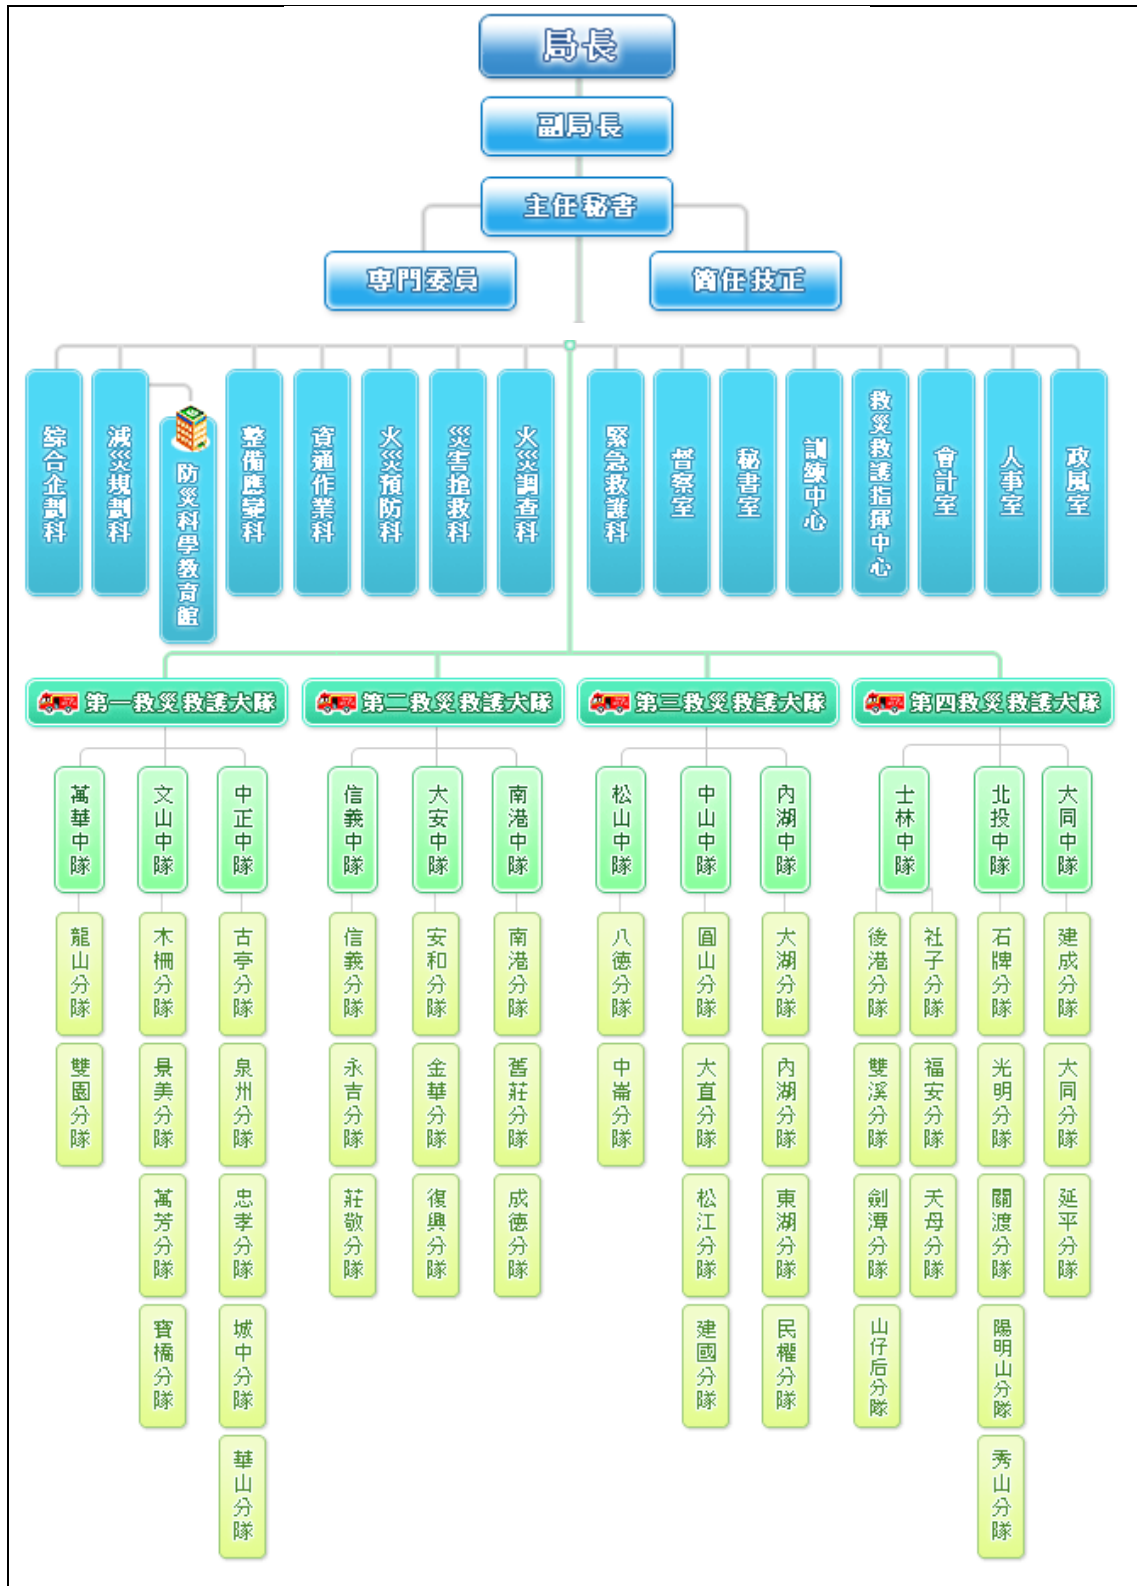 局長
副局長
主任秘書
專門委員
簡任技正
綜合企劃科
減災規劃科
防災科學教育館
整備應變科
資通作業科
火災預防科
災害搶救科
火災調查科
緊急救護科
督察室
秘書室
訓練中心
救災救護指揮中心
會計室
人事室
政風室
第一救災救護大隊
第二救災救護大隊
第三救災救護大隊
第四救災救護大隊
萬華中隊
文山中隊
中正中隊
信義中隊
大安中隊
南港中隊
松山中隊
中山中隊
內湖中隊
士林中隊
北投中隊
大同中隊
龍山分隊
木柵分隊
古亭分隊
信義分隊
安和分隊
南港分隊
八德分隊
圓山分隊
大湖分隊
後港分隊
社子分隊
石牌分隊
建成分隊
雙園分隊
景美分隊
泉州分隊
永吉分隊
金華分隊
舊莊分隊
中崙分隊
大直分隊
內湖分隊
雙溪分隊
福安分隊
光明分隊
大同分隊
萬芳分隊
忠孝分隊
莊敬分隊
復興分隊
成德分隊
松江分隊
東湖分隊
劍潭分隊
天母分隊
關渡分隊
延平分隊
寶橋分隊
城中分隊
建國分隊
民權分隊
山仔后分隊
陽明山分隊
華山分隊
秀山分隊